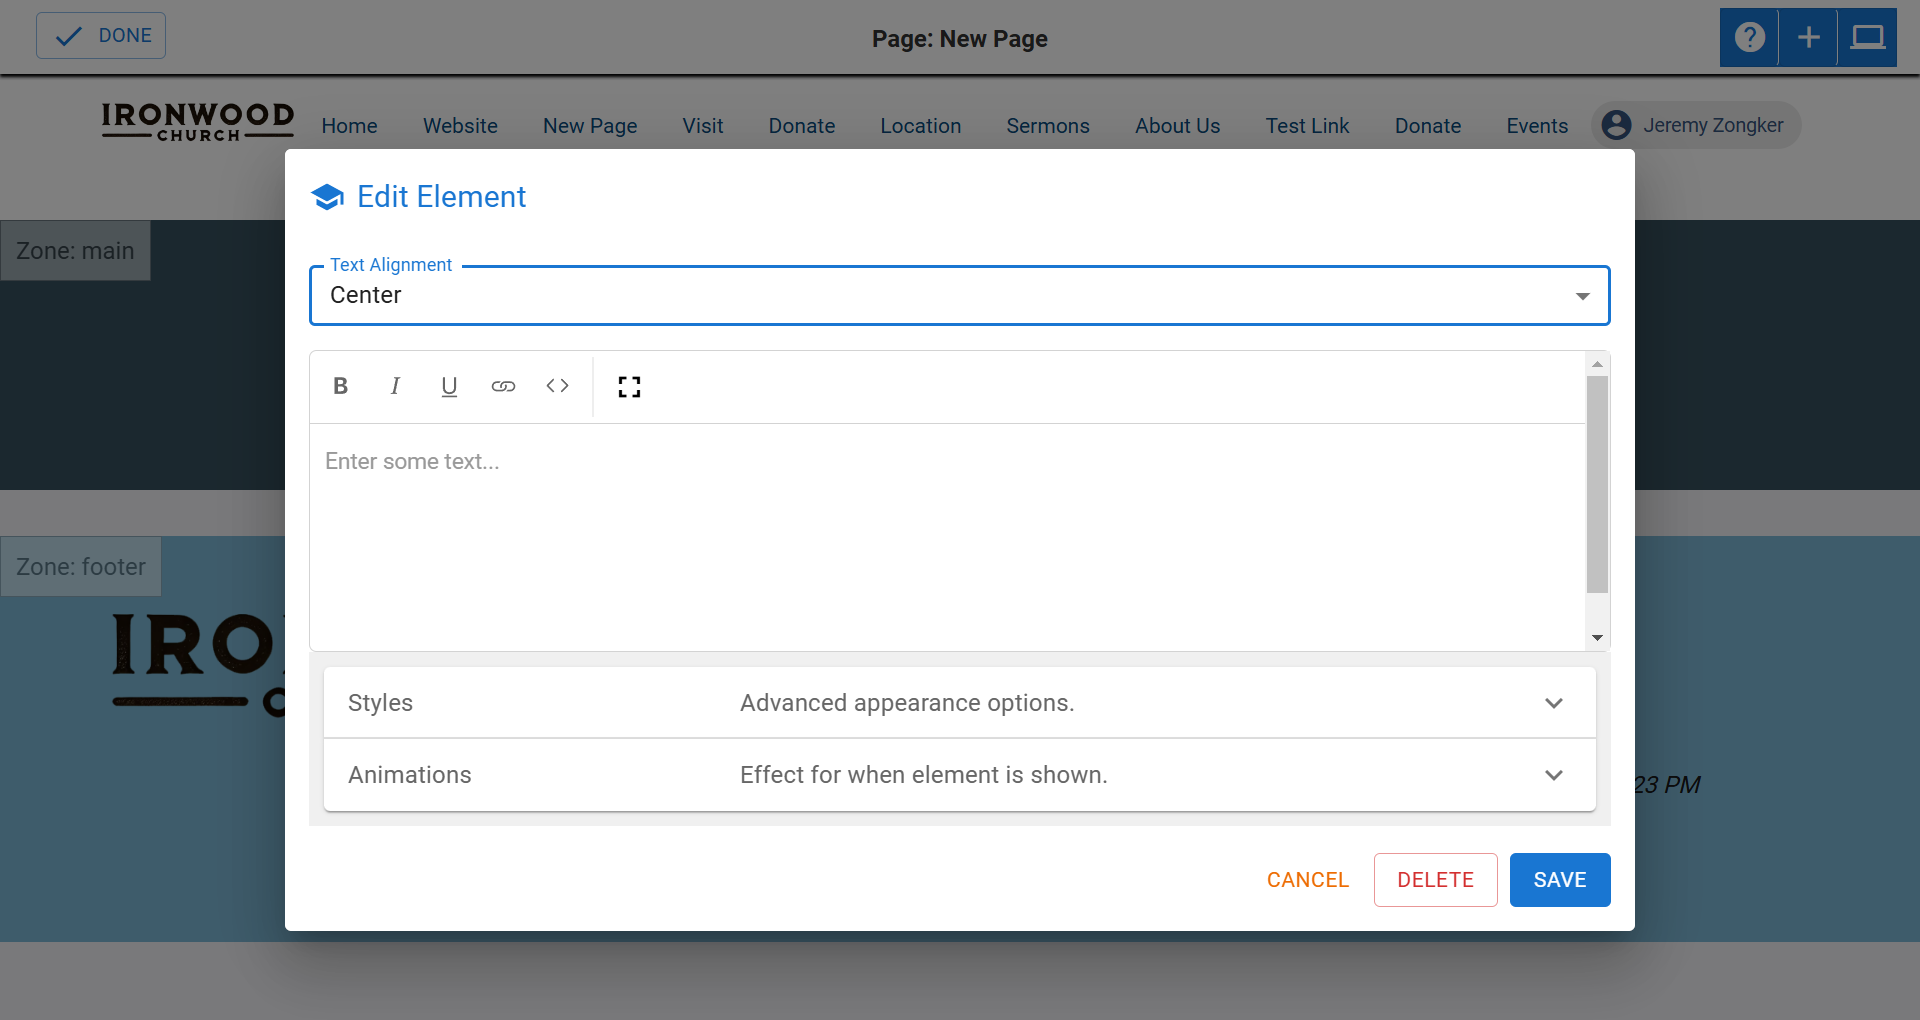 DONE
Page: New Page
IRONWOOD
CHURCH
Home Website New Page Visit Donate Location Sermons About Us Test Link Donate Events Jeremy Zongker
Edit Element
Zone: main
Text Alignment
Center
B I U
Enter some text...
Zone: footer
IRO
C
Styles Advanced appearance options.
Animations Effect for when element is shown.
23 PM
CANCEL DELETE SAVE